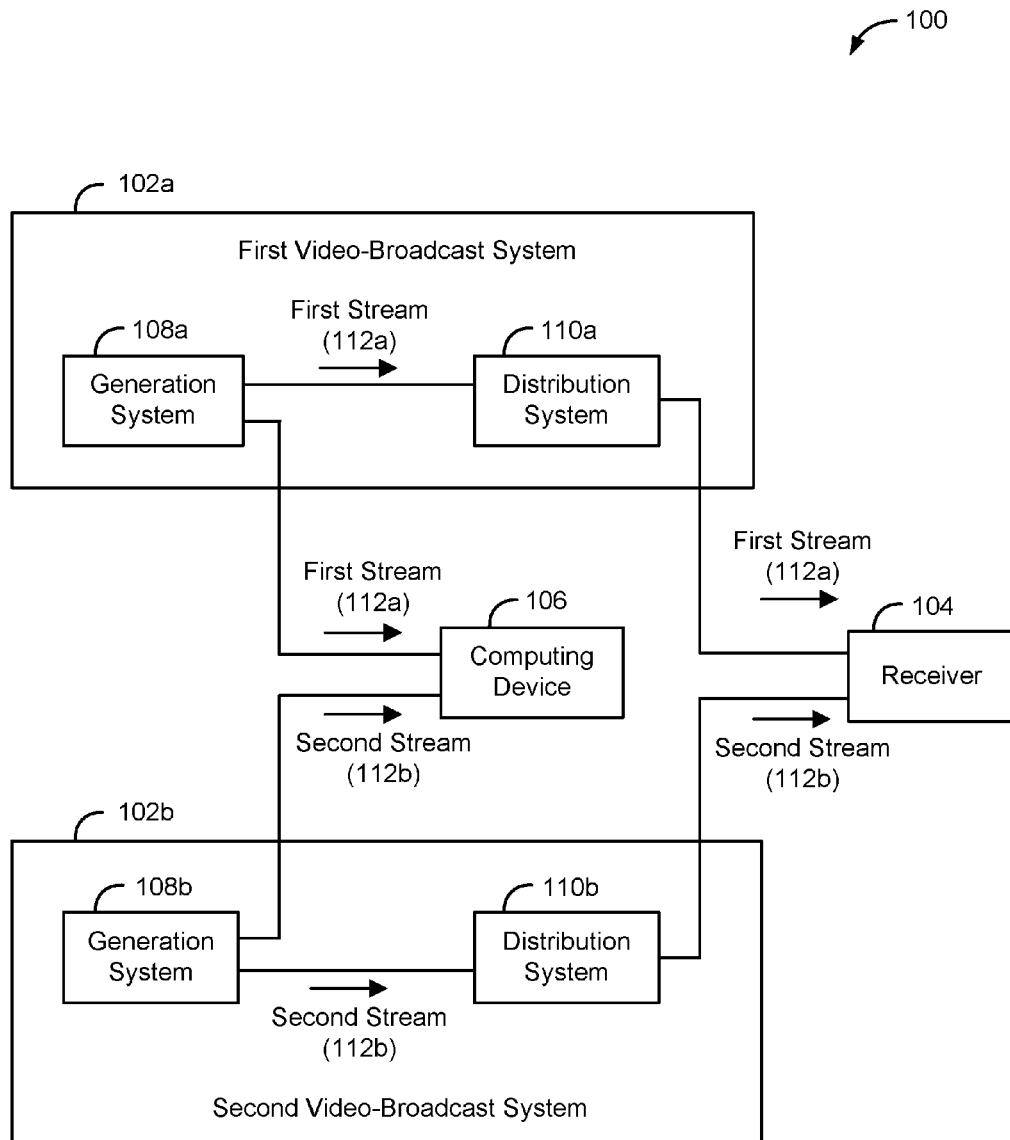 100
102a
First Video-Broadcast System
First Stream
(112a)
108a
110a
Generation
System
Distribution
System
First Stream
(112a)
First Stream
(112a)
106
104
Computing
Device
Receiver
Second Stream
(112b)
Second Stream
(112b)
102b
108b
110b
Generation
System
Distribution
System
Second Stream
(112b)
Second Video-Broadcast System